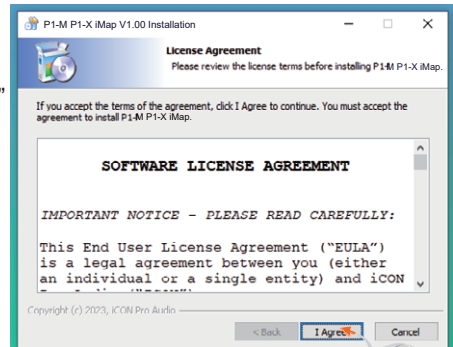 P1-M P1-X iMap V1.00 Installation
License Agreement
Please review the license terms before installing P1-M P1-X iMap.
”
If you accept the terms of the agreement, click I Agree to continue. You must accept the
agreement to install P1-M P1-X iMap.
SOFTWARE LICENSE AGREEMENT
IMPORTANT NOTICE – PLEASE READ CAREFULLY:
This End User License Agreement (“EULA”)
is a legal agreement between you (either
an individual or a single entity) and iCON
Copyright (c) 2023, iCON Pro Audio
< Back
I Agree
Cancel